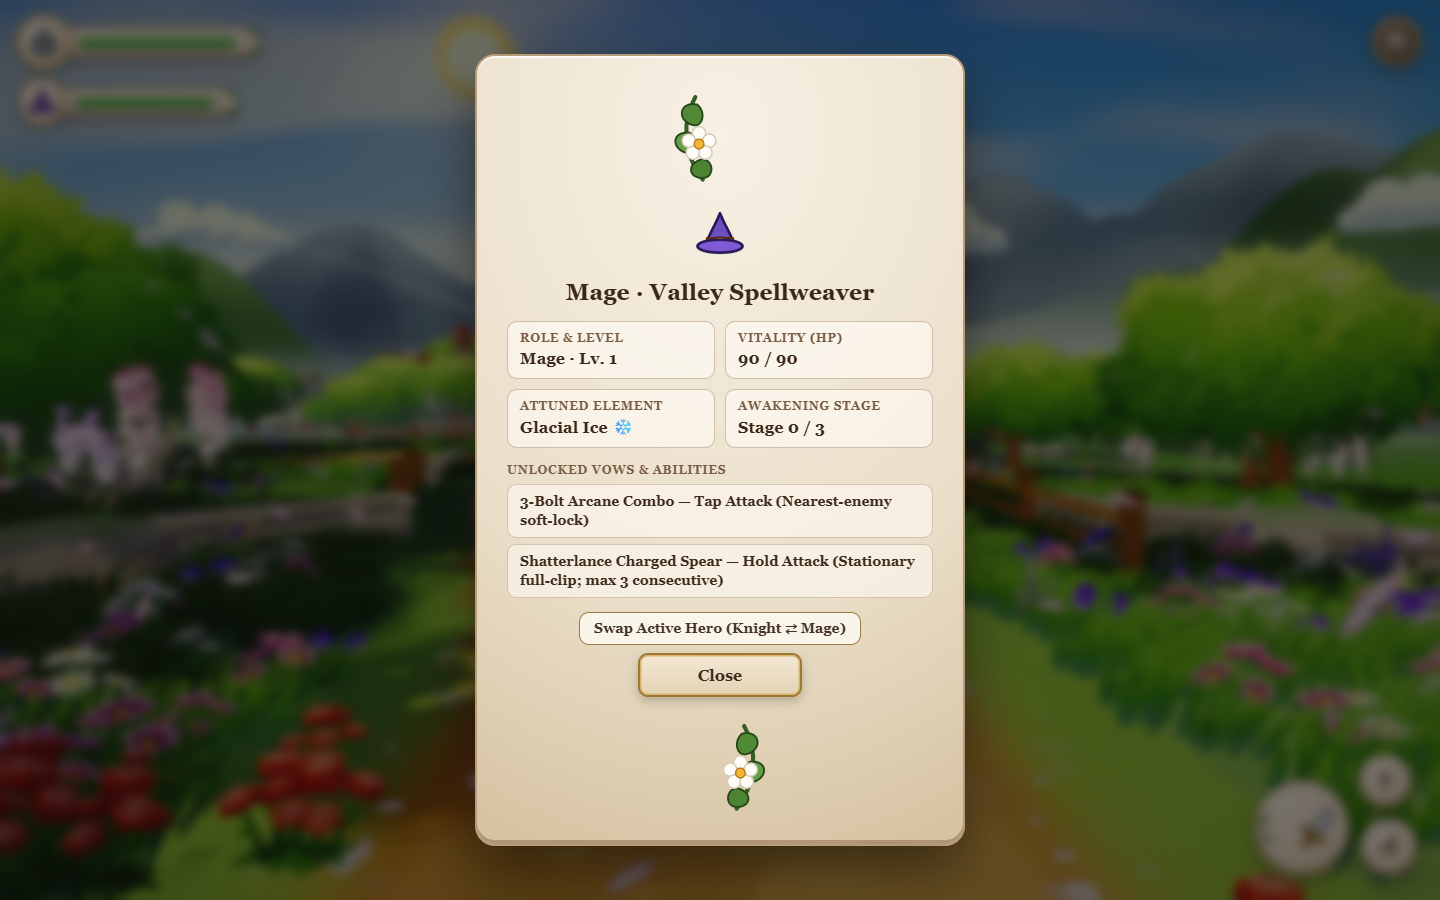 Mage · Valley Spellweaver
ROLE & LEVEL
Mage · Lv. 1
VITALITY (HP)
90 / 90
ATTUNED ELEMENT
Glacial Ice ❄️
AWAKENING STAGE
Stage 0 / 3
UNLOCKED VOWS & ABILITIES
3-Bolt Arcane Combo — Tap Attack (Nearest-enemy
soft-lock)
Shatterlance Charged Spear — Hold Attack (Stationary
full-clip; max 3 consecutive)
Swap Active Hero (Knight ⇄ Mage)
Close